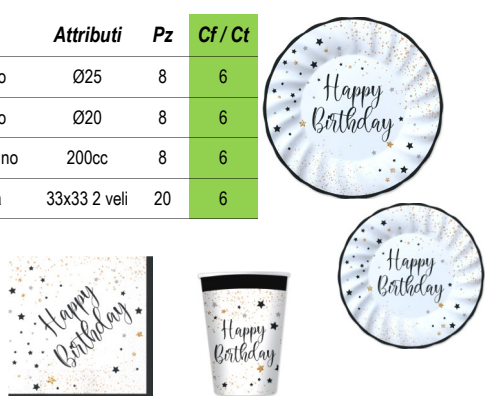 Attributi Pz Cf / Ct
o Ø25 8 6
o Ø20 8 6
no 200cc 8 6
a 33x33 2 veli 20 6
Happy
Birthday
Happy
Birthday
Happy
Birthday
Happy
Birthday